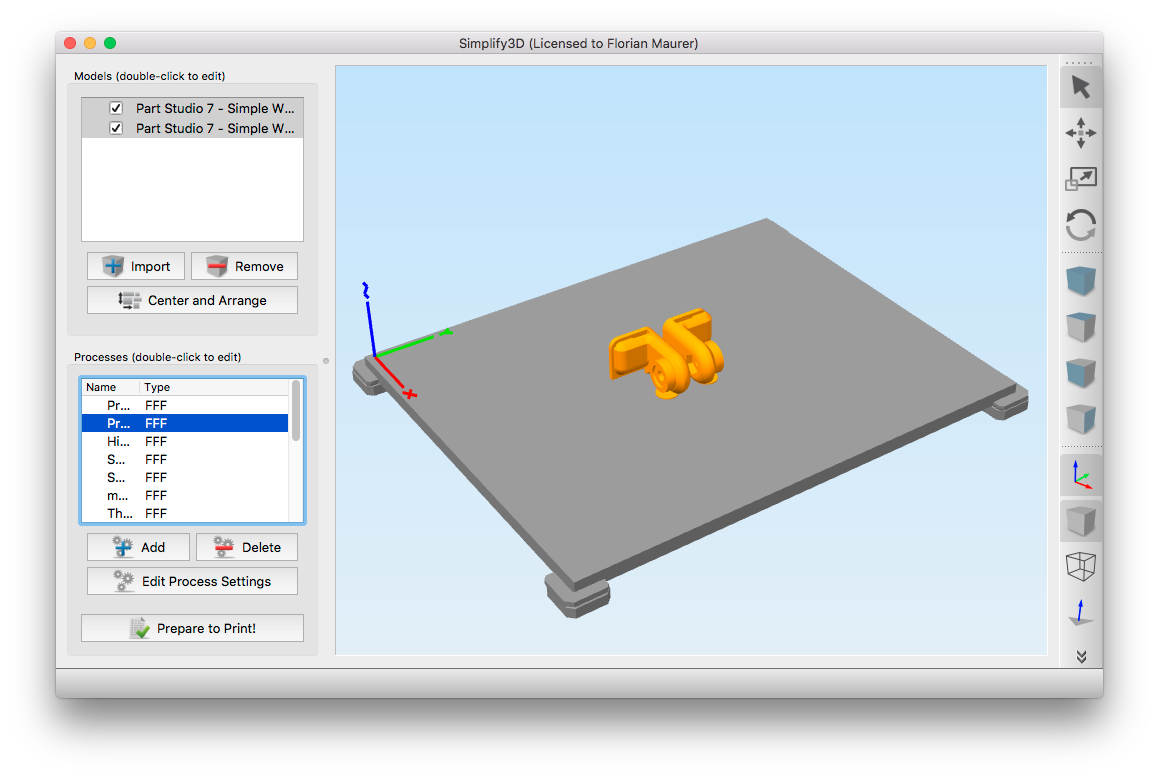 Simplify3D (Licensed to Florian Maurer)
Models (double-click to edit)
Part Studio 7 - Simple W...
Part Studio 7 - Simple W...
Import
Remove
Center and Arrange
Processes (double-click to edit)
Name Type
Pr... FFF
Pr... FFF
Hi... FFF
S... FFF
S... FFF
m... FFF
Th... FFF
Add
Delete
Edit Process Settings
Prepare to Print!